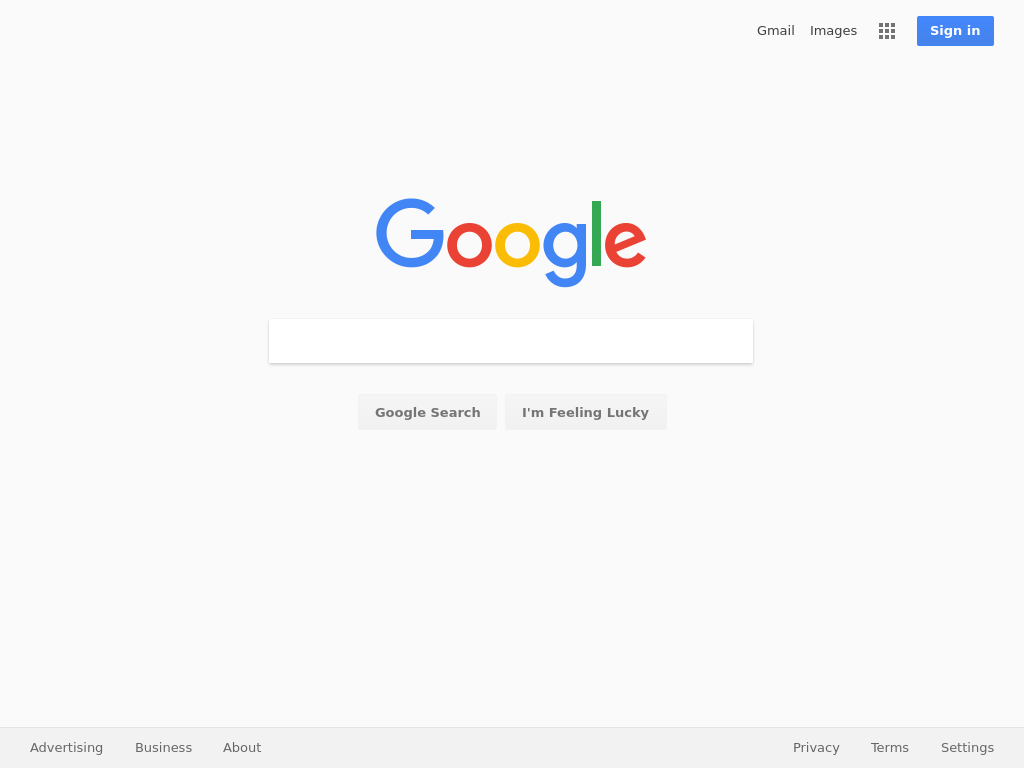 Gmail Images Sign in
Google
Google Search I'm Feeling Lucky
Advertising Business About Privacy Terms Settings